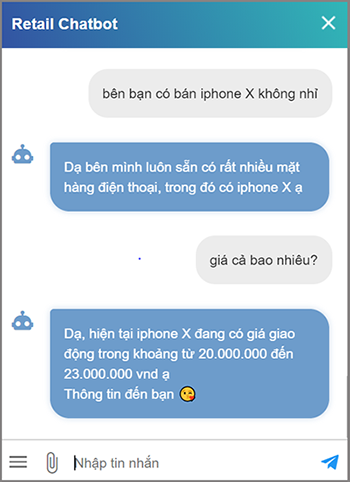 Retail Chatbot
bên bạn có bán iphone X không nhỉ
Dạ bên mình luôn sẵn có rất nhiều mặt
hàng điện thoại, trong đó có iphone X ạ
giá cả bao nhiêu?
Dạ, hiện tại iphone X đang có giá giao
động trong khoảng từ 20.000.000 đến
23.000.000 vnd ạ
Thông tin đến bạn 😘
Nhập tin nhắn